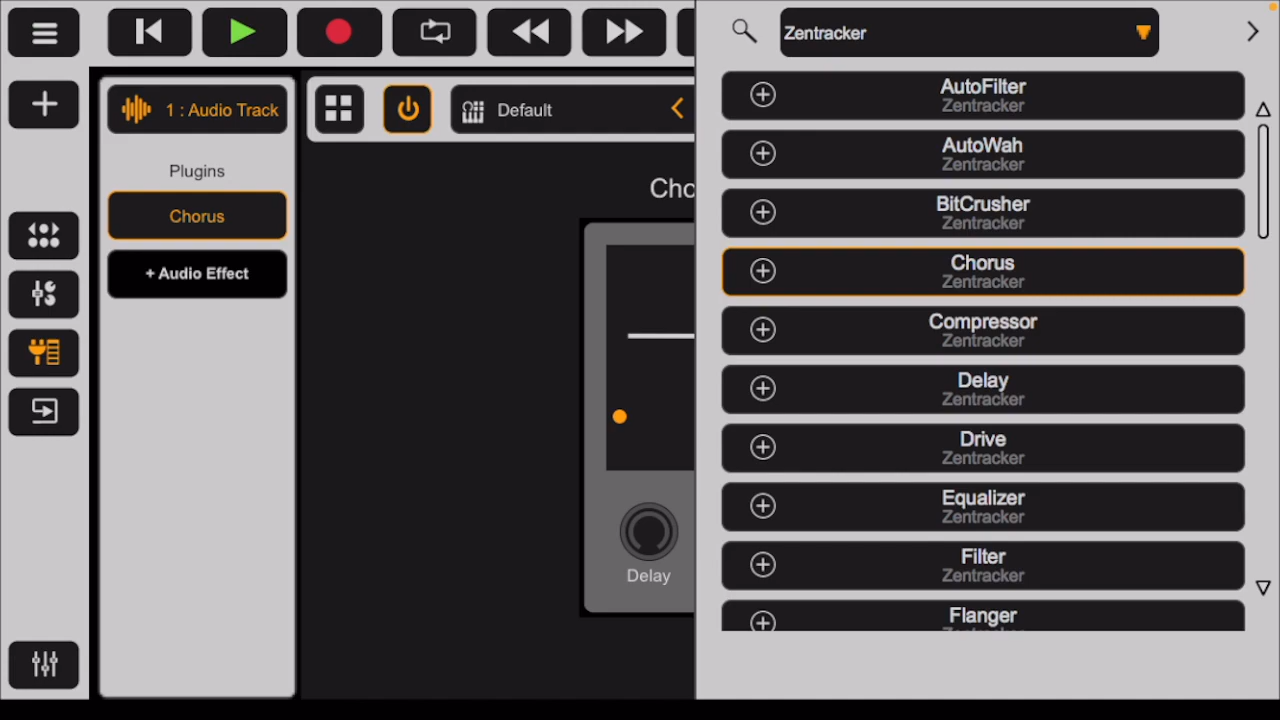 Zentracker
1 : Audio Track
Default
Plugins
Chorus
+ Audio Effect
Cho
Delay
AutoFilter
Zentracker
AutoWah
Zentracker
BitCrusher
Zentracker
Chorus
Zentracker
Compressor
Zentracker
Delay
Zentracker
Drive
Zentracker
Equalizer
Zentracker
Filter
Zentracker
Flanger